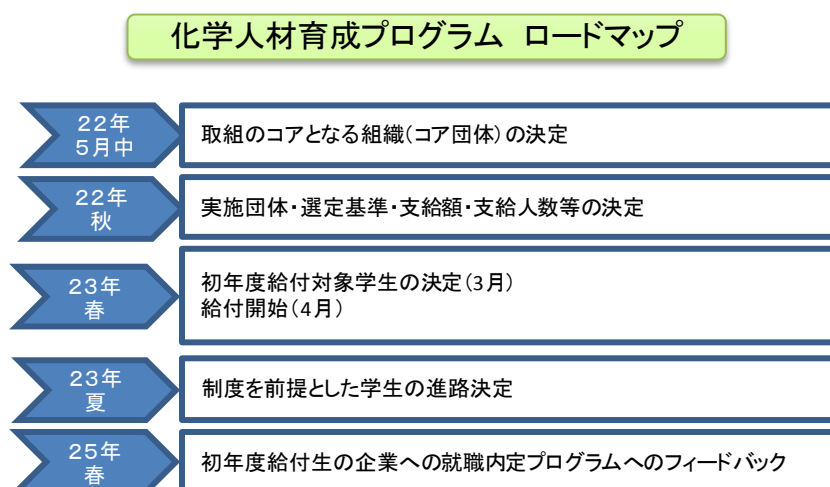 化学人材育成プログラム ロードマップ
22年
5月中
取組のコアとなる組織(コア団体)の決定
22年
秋
実施団体・選定基準・支給額・支給人数等の決定
23年
春
初年度給付対象学生の決定(3月)
給付開始(4月)
23年
夏
制度を前提とした学生の進路決定
25年
春
初年度給付生の企業への就職内定プログラムへのフィードバック